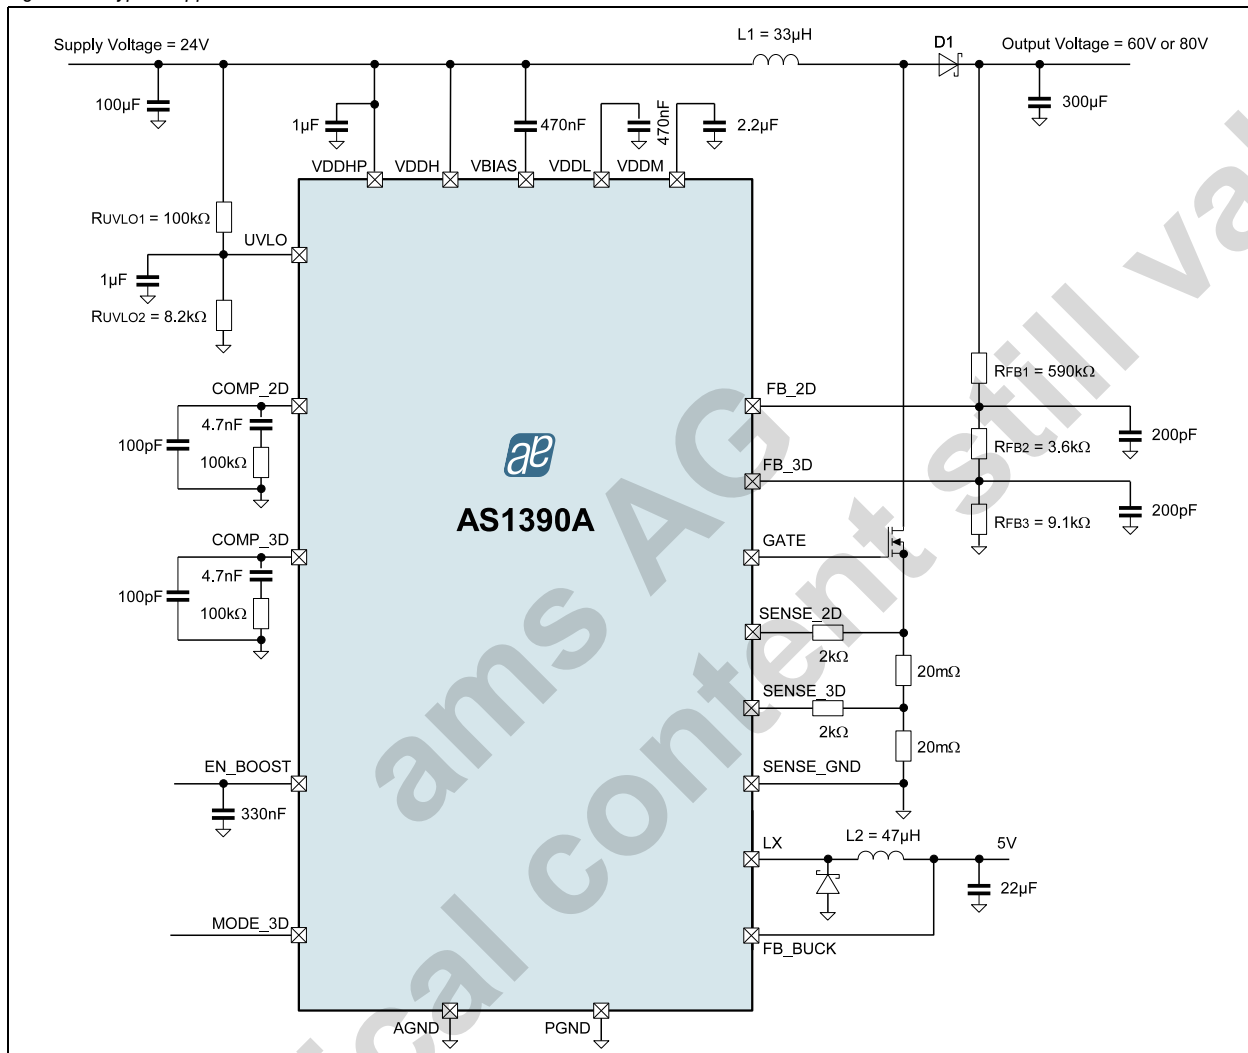 Supply Voltage = 24V
L1 = 33µH
D1
Output Voltage = 60V or 80V
100µF
1µF
470nF
470nF
2.2µF
300µF
VDDHP
VDDH
VBIAS
VDDL
VDDM
RUVLO1 = 100kΩ
UVLO
1µF
RUVLO2 = 8.2kΩ
COMP_2D
FB_2D
RFB1 = 590kΩ
4.7nF
100pF
100kΩ
200pF
RFB2 = 3.6kΩ
FB_3D
AS1390A
200pF
RFB3 = 9.1kΩ
COMP_3D
GATE
4.7nF
100pF
100kΩ
SENSE_2D
2kΩ
20mΩ
SENSE_3D
2kΩ
20mΩ
EN_BOOST
SENSE_GND
330nF
LX
L2 = 47µH
5V
22µF
MODE_3D
FB_BUCK
AGND
PGND
ams AG
ical content still val